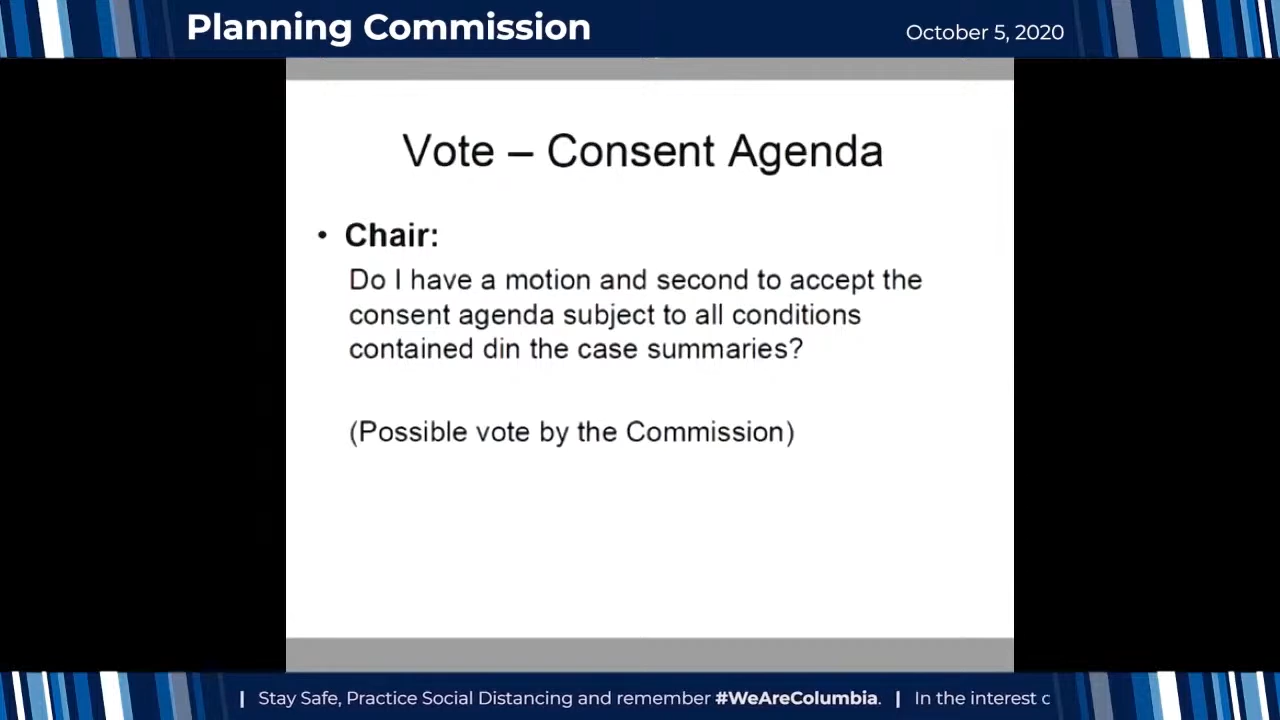 Planning Commission
October 5, 2020
Vote – Consent Agenda
• Chair:
Do I have a motion and second to accept the
consent agenda subject to all conditions
contained din the case summaries?
(Possible vote by the Commission)
| Stay Safe, Practice Social Distancing and remember #WeAreColumbia. | In the interest